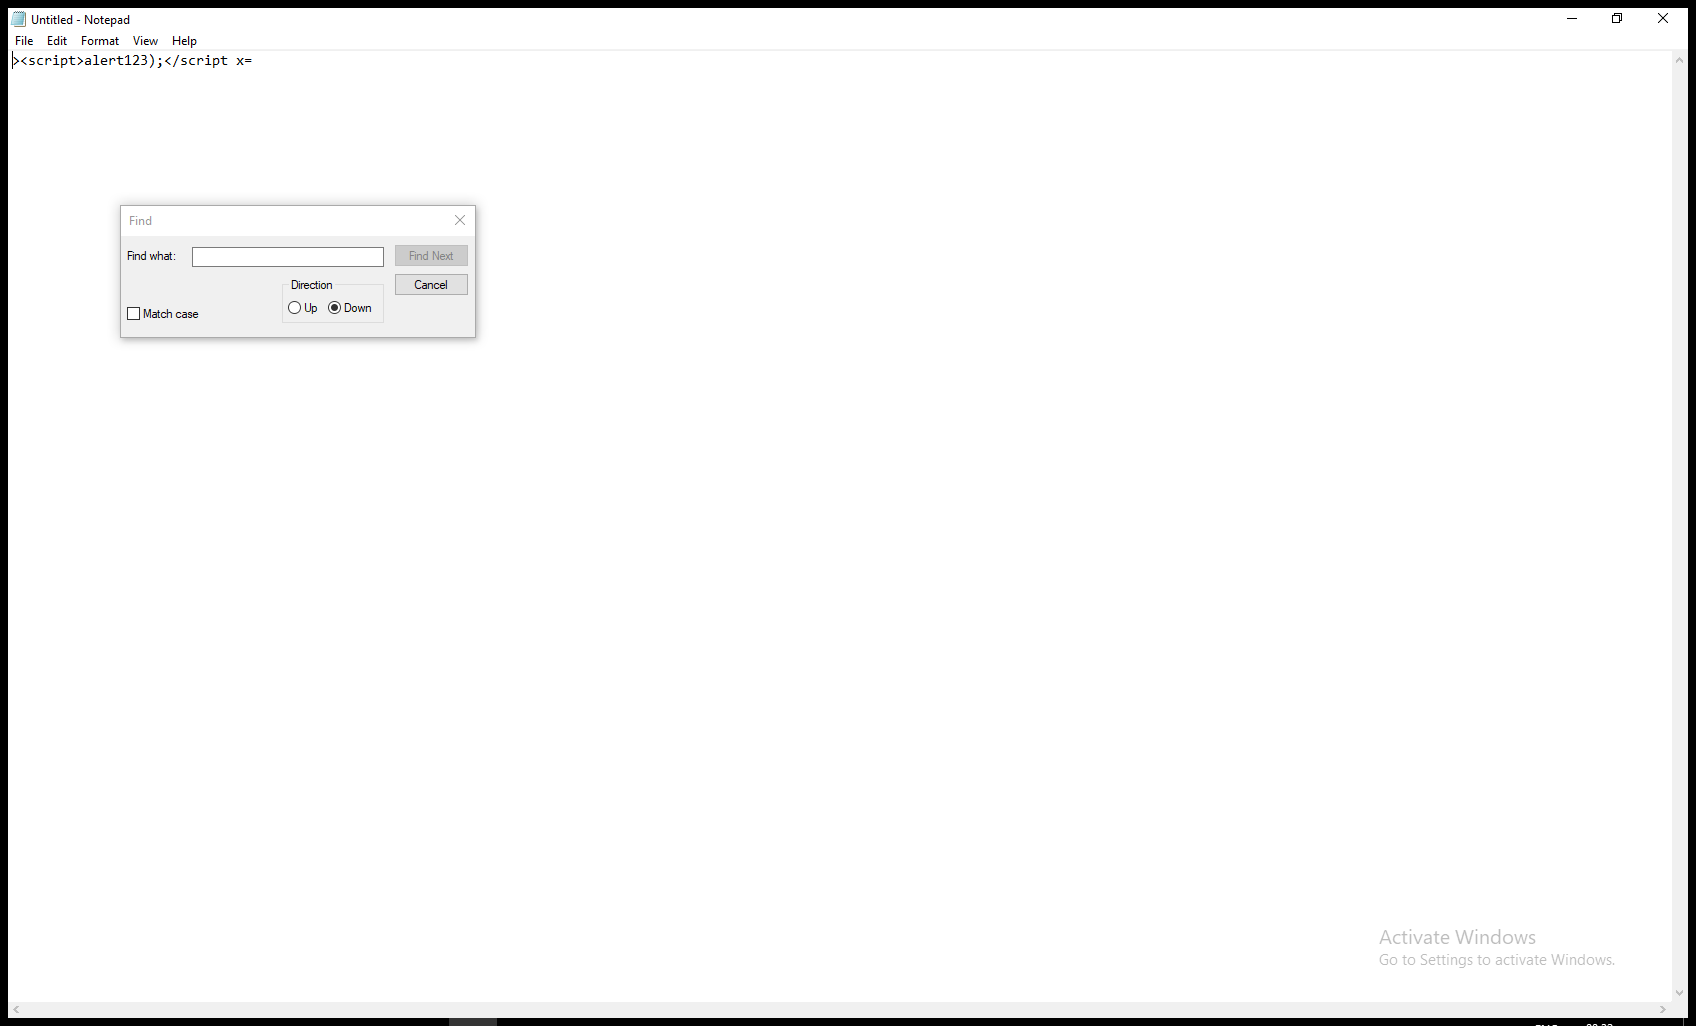 Untitled - Notepad
File Edit Format View Help
><script>alert123);</script x=
Find
Find what:
Find Next
Direction
Cancel
Up Down
Match case
Activate Windows
Go to Settings to activate Windows.